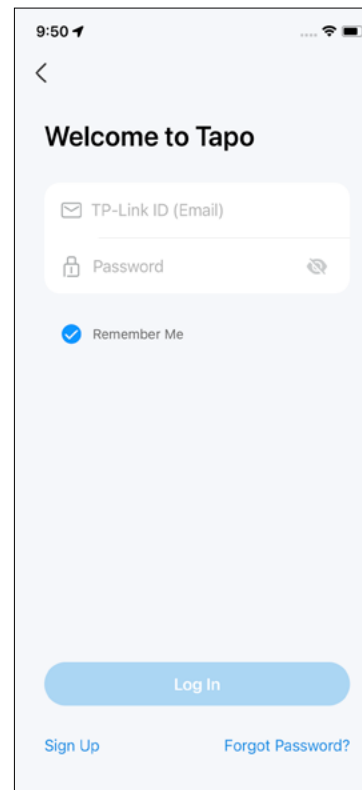 9:50
Welcome to Tapo
TP-Link ID (Email)
Password
Remember Me
Log In
Sign Up Forgot Password?